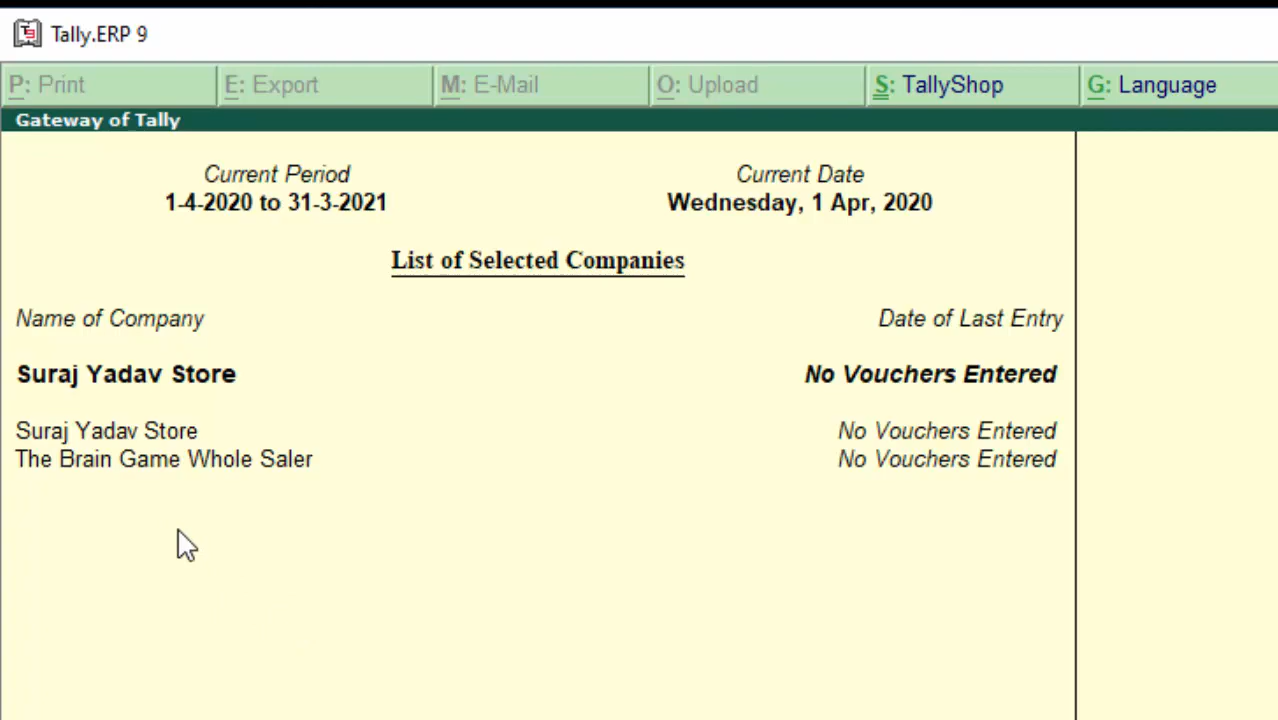 Tally.ERP 9
P: Print E: Export M: E-Mail O: Upload S: TallyShop G: Language
Gateway of Tally
Current Period Current Date
1-4-2020 to 31-3-2021 Wednesday, 1 Apr, 2020
List of Selected Companies
Name of Company Date of Last Entry
Suraj Yadav Store No Vouchers Entered
Suraj Yadav Store No Vouchers Entered
The Brain Game Whole Saler No Vouchers Entered